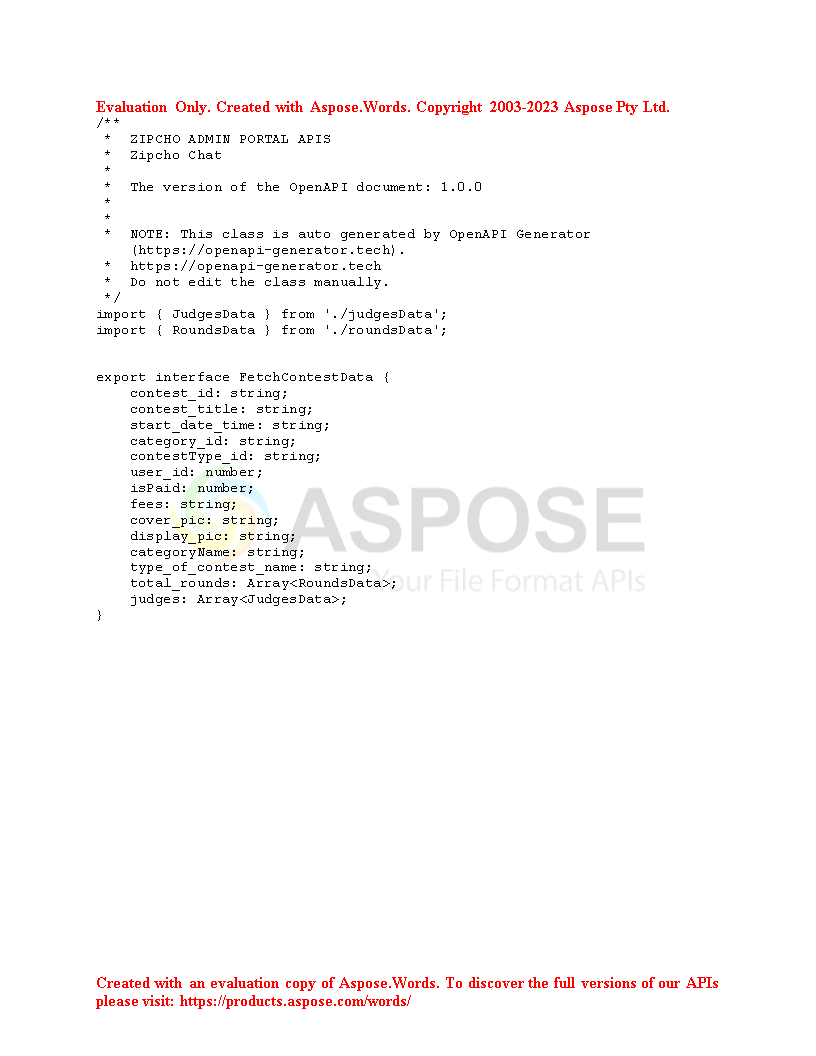 Evaluation Only. Created with Aspose.Words. Copyright 2003-2023 Aspose Pty Ltd.
/**
 *  ZIPCHO ADMIN PORTAL APIS
 *  Zipcho Chat
 *
 *  The version of the OpenAPI document: 1.0.0
 *
 *
 *  NOTE: This class is auto generated by OpenAPI Generator
    (https://openapi-generator.tech).
 *  https://openapi-generator.tech
 *  Do not edit the class manually.
 */
import { JudgesData } from './judgesData';
import { RoundsData } from './roundsData';
export interface FetchContestData {
    contest_id: string;
    contest_title: string;
    start_date_time: string;
    category_id: string;
    contestType_id: string;
    user_id: number;
    isPaid: number;
    fees: string;
    cover_pic: string;
    display_pic: string;
    categoryName: string;
    type_of_contest_name: string;
    total_rounds: Array<RoundsData>;
    judges: Array<JudgesData>;
}
ASPOSE
Your File Format APIs
Created with an evaluation copy of Aspose.Words. To discover the full versions of our APIs
please visit: https://products.aspose.com/words/